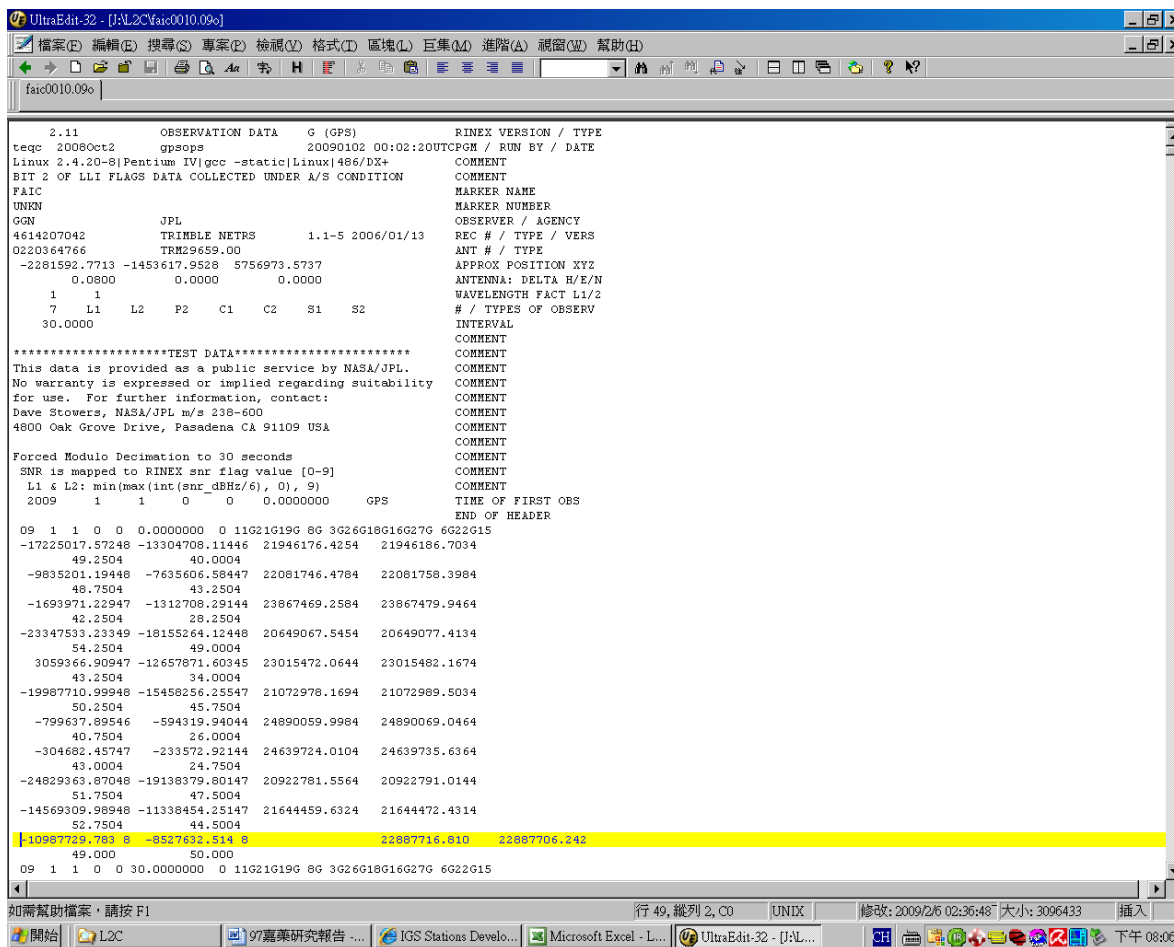 UltraEdit-32 - [J:\L2C\faic0010.09o]
檔案(F) 編輯(E) 搜尋(S) 專案(P) 檢視(V) 格式(T) 區塊(L) 巨集(M) 進階(A) 視窗(W) 幫助(H)
faic0010.09o
2.11 OBSERVATION DATA G (GPS) RINEX VERSION / TYPE
teqc 2008Oct2 gpsops 20090102 00:02:20UTCPGM / RUN BY / DATE
Linux 2.4.20-8|Pentium IV|gcc -static|Linux|486/DX+ COMMENT
BIT 2 OF LLI FLAGS DATA COLLECTED UNDER A/S CONDITION COMMENT
FAIC MARKER NAME
UNKN MARKER NUMBER
GGN JPL OBSERVER / AGENCY
4614207042 TRIMBLE NETRS 1.1-5 2006/01/13 REC # / TYPE / VERS
0220364766 TRM29659.00 ANT # / TYPE
-2281592.7713 -1453617.9528 5756973.5737 APPROX POSITION XYZ
0.0800 0.0000 0.0000 ANTENNA: DELTA H/E/N
1 1 WAVELENGTH FACT L1/2
7 L1 L2 P2 C1 C2 S1 S2 # / TYPES OF OBSERV
30.0000 INTERVAL
COMMENT
*********************TEST DATA************************ COMMENT
This data is provided as a public service by NASA/JPL. COMMENT
No warranty is expressed or implied regarding suitability COMMENT
for use. For further information, contact: COMMENT
Dave Stowers, NASA/JPL m/s 238-600 COMMENT
4800 Oak Grove Drive, Pasadena CA 91109 USA COMMENT
COMMENT
Forced Modulo Decimation to 30 seconds COMMENT
SNR is mapped to RINEX snr flag value [0-9] COMMENT
L1 & L2: min(max(int(snr_dBHz/6), 0), 9) COMMENT
2009 1 1 0 0 0.0000000 GPS TIME OF FIRST OBS
END OF HEADER
09 1 1 0 0 0.0000000 0 11G21G19G 8G 3G26G18G16G27G 6G22G15
-17225017.57248 -13304708.11446 21946176.4254 21946186.7034
49.2504 40.0004
-9835201.19448 -7635606.58447 22081746.4784 22081758.3984
48.7504 43.2504
-1693971.22947 -1312708.29144 23867469.2584 23867479.9464
42.2504 28.2504
-23347533.23349 -18155264.12448 20649067.5454 20649077.4134
54.2504 49.0004
3059366.90947 -12657871.60345 23015472.0644 23015482.1674
43.2504 34.0004
-19987710.99948 -15458256.25547 21072978.1694 21072989.5034
50.2504 45.7504
-799637.89546 -594319.94044 24890059.9984 24890069.0464
40.7504 26.0004
-304682.45747 -233572.92144 24639724.0104 24639735.6364
43.0004 24.7504
-24829363.87048 -19138379.80147 20922781.5564 20922791.0144
51.7504 47.5004
-14569309.98948 -11338454.25147 21644459.6324 21644472.4314
52.7504 44.5004
-10987729.783 8 -8527632.514 8 22887716.810 22887706.242
49.000 50.000
09 1 1 0 0 30.0000000 0 11G21G19G 8G 3G26G18G16G27G 6G22G15
如需幫助檔案，請按 F1 行 49, 縱列 2, C0 UNIX 修改: 2009/2/6 02:36:48 大小: 3096433 插入
開始 L2C 97嘉藥研究報告 -... IGS Stations Develo... Microsoft Excel - L... UltraEdit-32 - [J:\L... CH